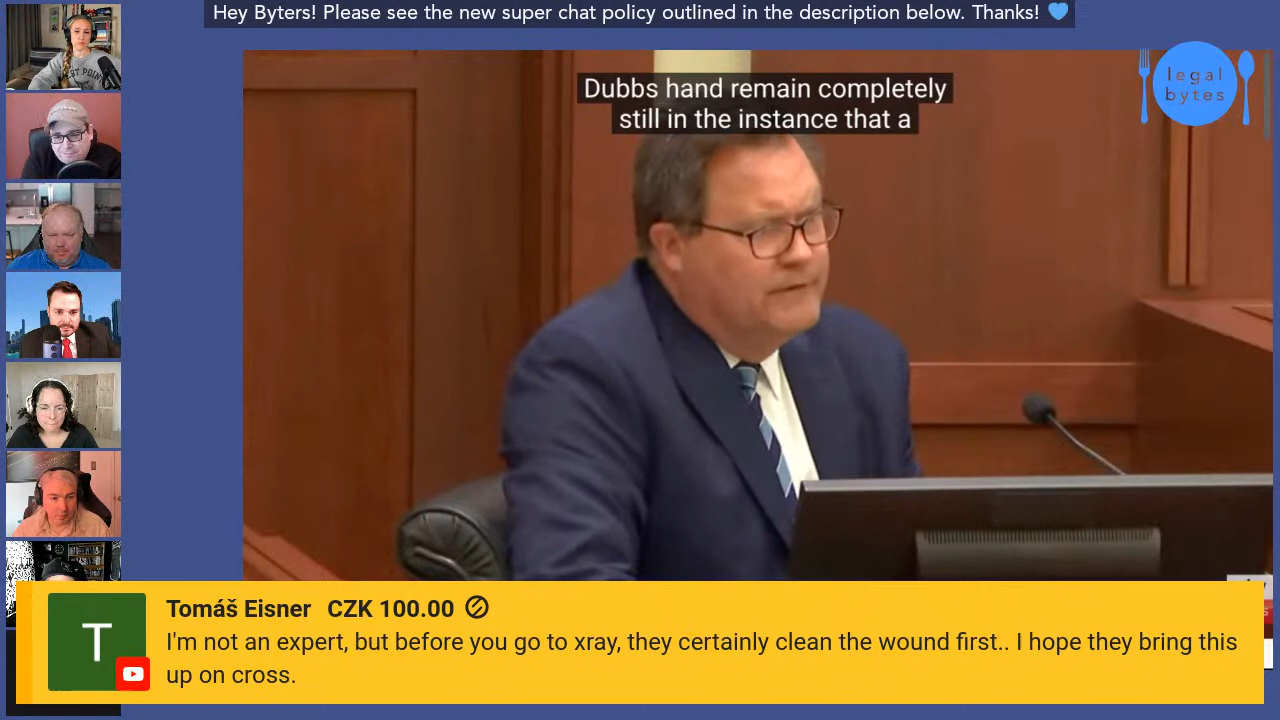 Hey Byters! Please see the new super chat policy outlined in the description below. Thanks! 💙
legal
bytes
Dubbs hand remain completely
still in the instance that a
WEST POINT
Tomáš Eisner CZK 100.00
T
I'm not an expert, but before you go to xray, they certainly clean the wound first.. I hope they bring this
up on cross.